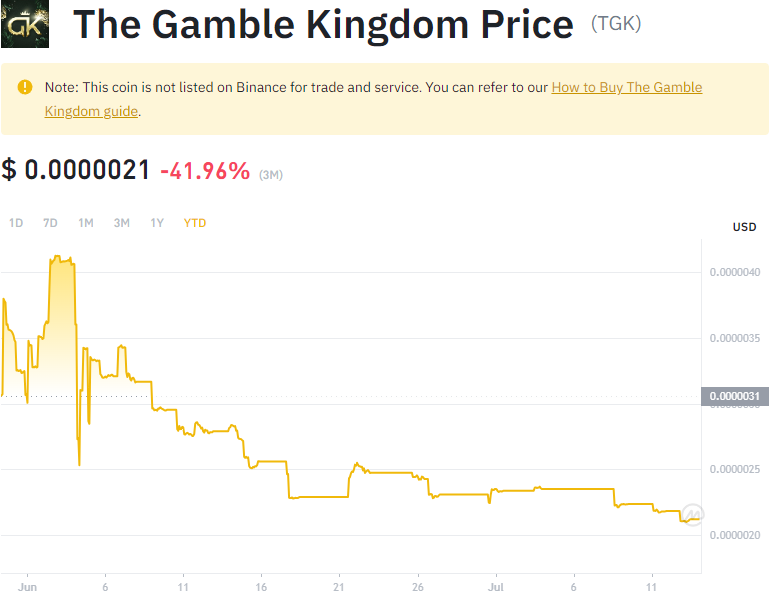 GK
The Gamble Kingdom Price (TGK)
Note: This coin is not listed on Binance for trade and service. You can refer to our How to Buy The Gamble
Kingdom guide.
$ 0.0000021 -41.96% (3M)
1D 7D 1M 3M 1Y YTD
USD
0.0000040
0.0000035
0.0000031
0.0000025
0.0000020
Jun 6 11 16 21 26 Jul 6 11